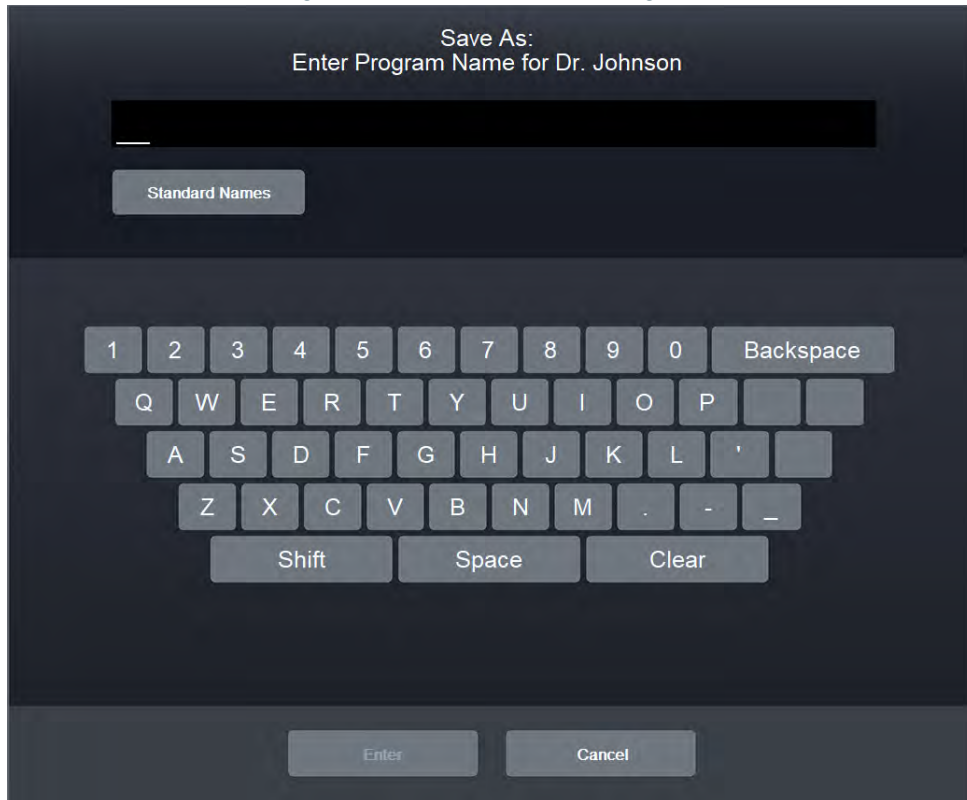 Save As:
Enter Program Name for Dr. Johnson
Standard Names
1 2 3 4 5 6 7 8 9 0 Backspace
Q W E R T Y U I O P
A S D F G H J K L '
Z X C V B N M . - _
Shift Space Clear
Enter Cancel